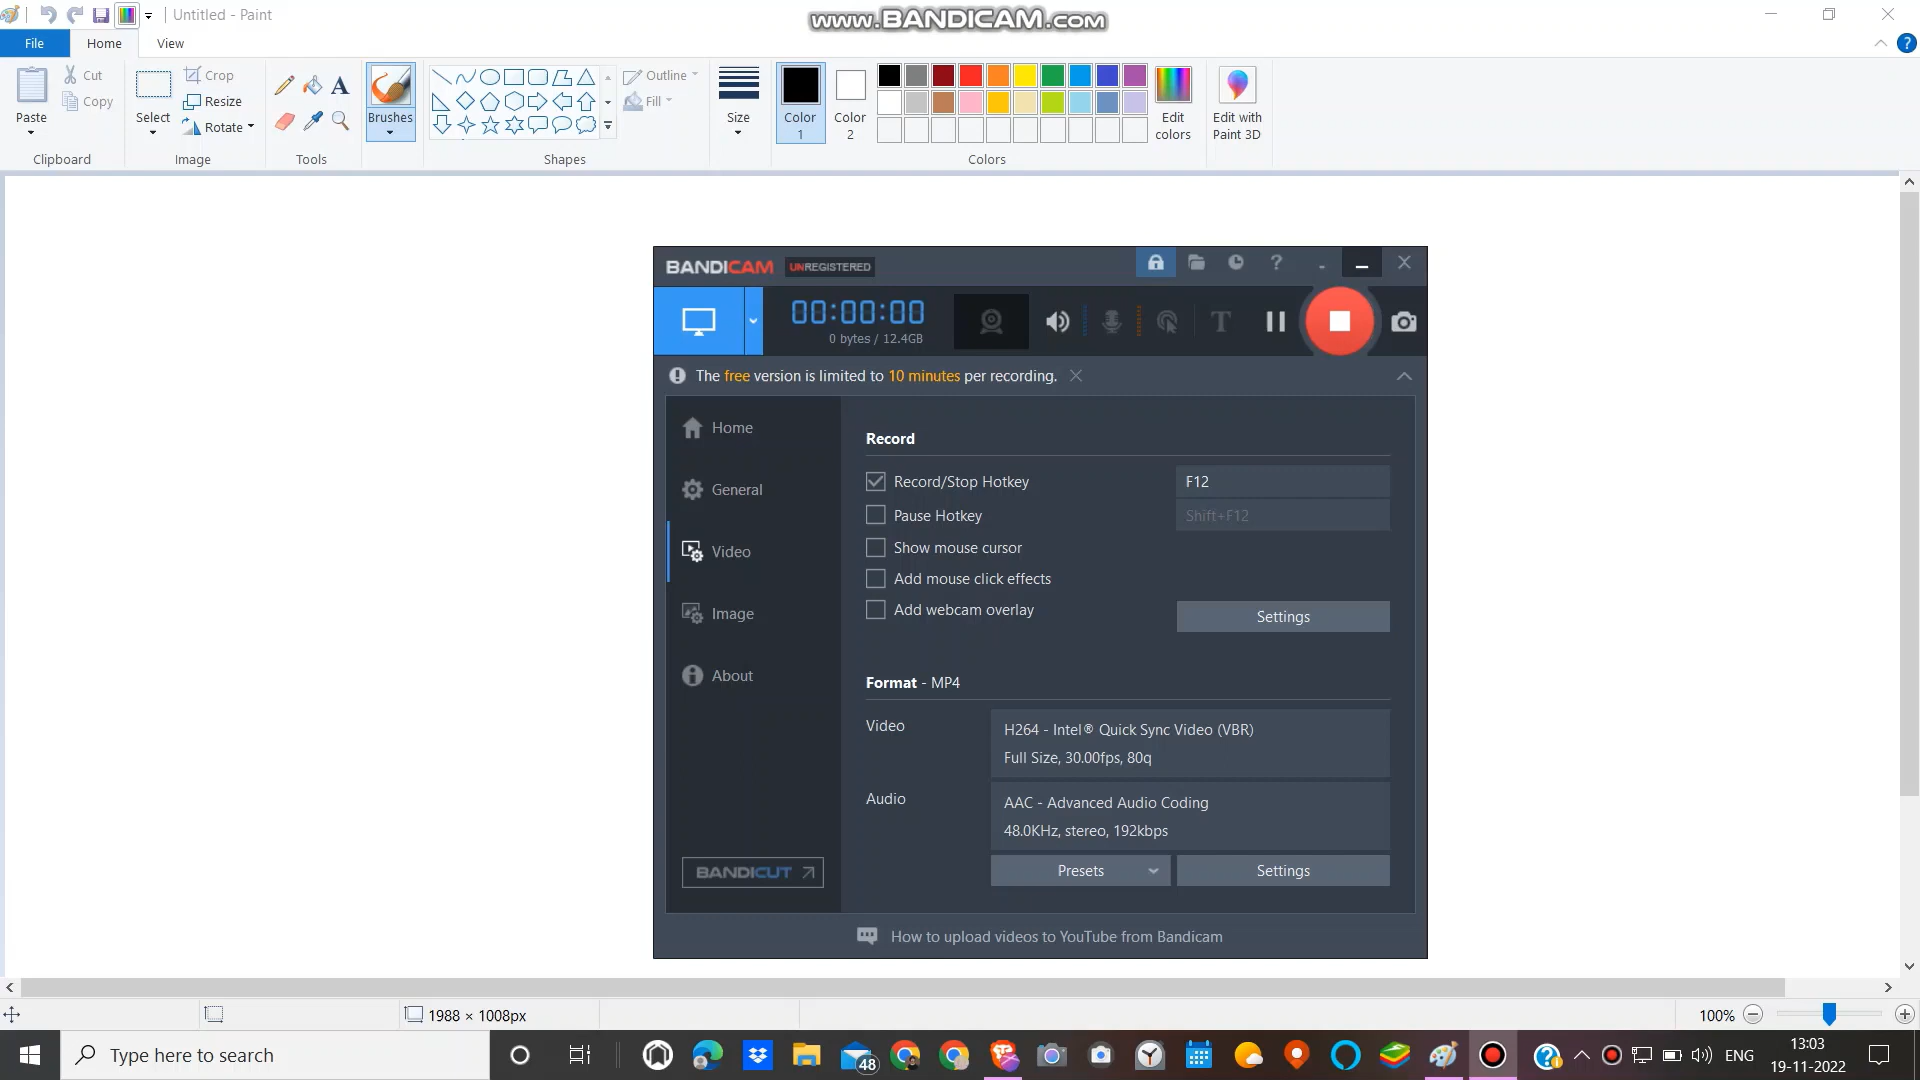 Untitled - Paint
www.BANDICAM.com
File
Home
View
Paste
Cut
Copy
Clipboard
Select
Crop
Resize
Rotate
Image
Tools
Brushes
Outline
Fill
Shapes
Size
Color
1
Color
2
Colors
Edit
colors
Edit with
Paint 3D
BANDICAM UNREGISTERED
00:00:00
0 bytes / 12.4GB
The free version is limited to 10 minutes per recording.
Home
General
Video
Image
About
BANDICUT
Record
Record/Stop Hotkey
F12
Pause Hotkey
Shift+F12
Show mouse cursor
Add mouse click effects
Add webcam overlay
Settings
Format - MP4
Video
H264 - Intel® Quick Sync Video (VBR)
Full Size, 30.00fps, 80q
Audio
AAC - Advanced Audio Coding
48.0KHz, stereo, 192kbps
Presets
Settings
How to upload videos to YouTube from Bandicam
1988 × 1008px
100%
Type here to search
48
ENG
13:03
19-11-2022